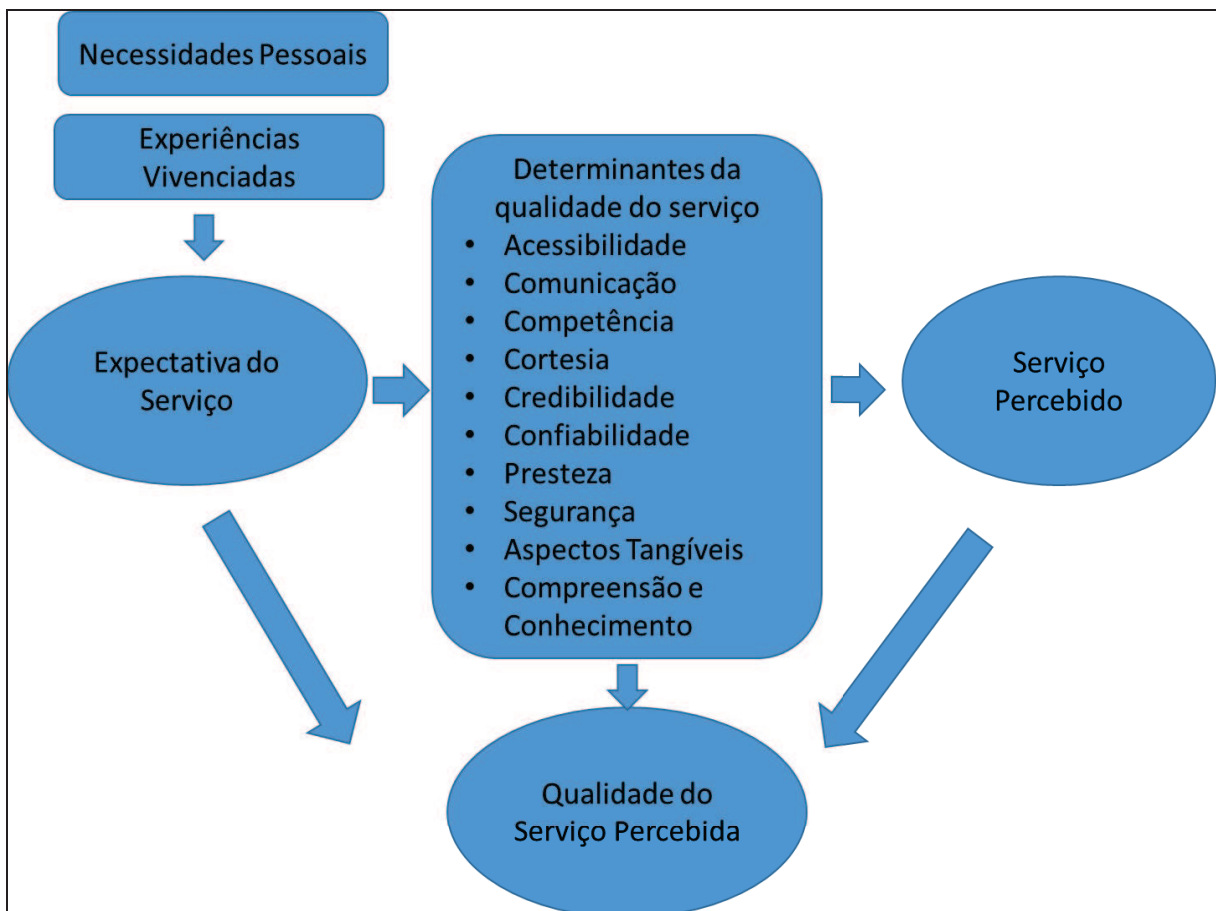 Necessidades Pessoais
Experiências
Vivenciadas
Expectativa do
Serviço
Determinantes da
qualidade do serviço
• Acessibilidade
• Comunicação
• Competência
• Cortesia
• Credibilidade
• Confiabilidade
• Presteza
• Segurança
• Aspectos Tangíveis
• Compreensão e
Conhecimento
Serviço
Percebido
Qualidade do
Serviço Percebida